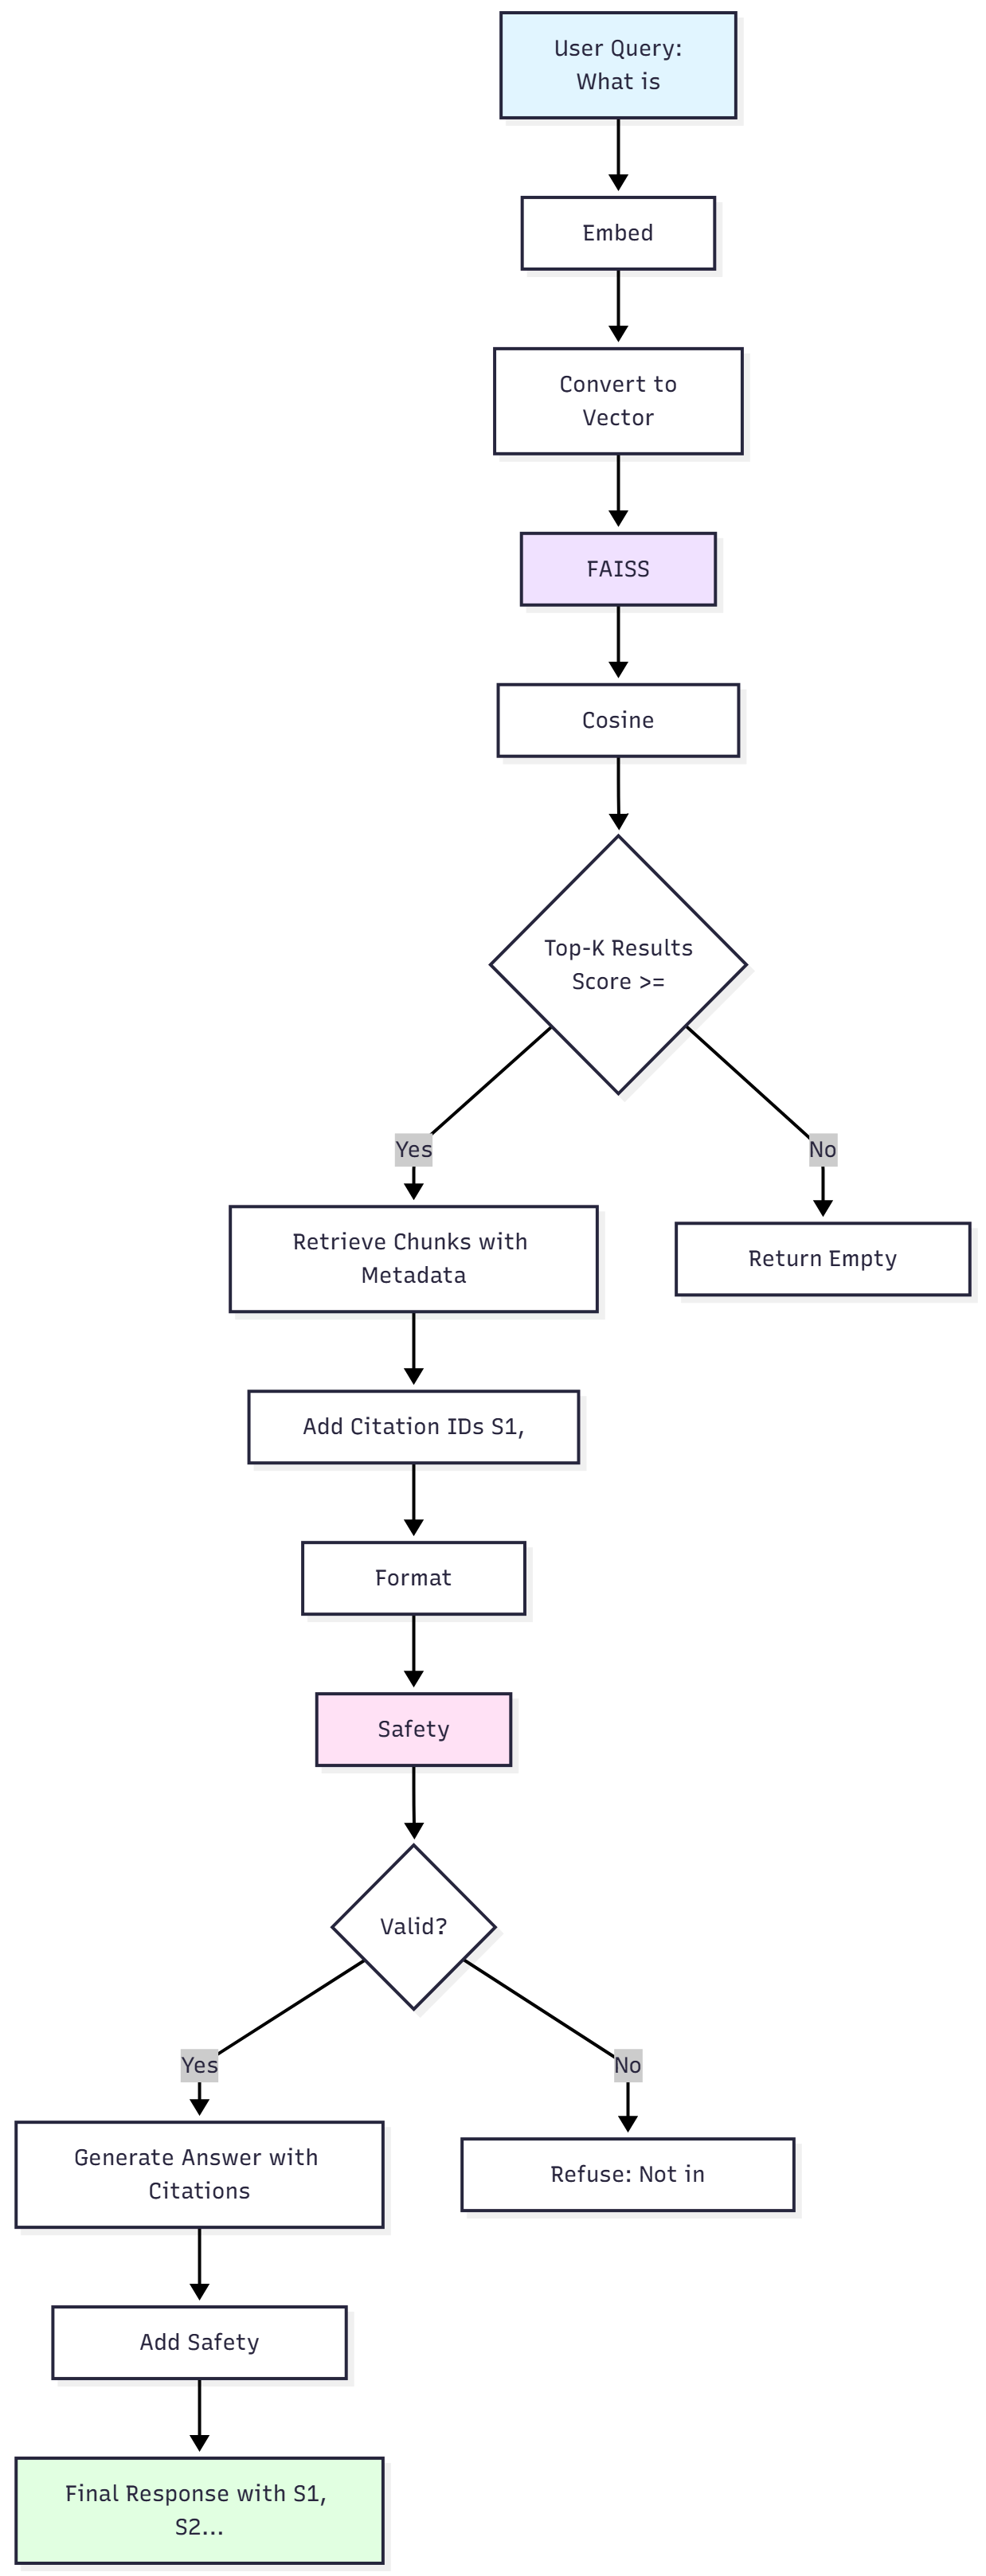 User Query:
What is
Embed
Convert to
Vector
FAISS
Cosine
Top-K Results
Score >=
Yes
No
Retrieve Chunks with
Metadata
Return Empty
Add Citation IDs S1,
Format
Safety
Valid?
Yes
No
Generate Answer with
Citations
Refuse: Not in
Add Safety
Final Response with S1,
S2...